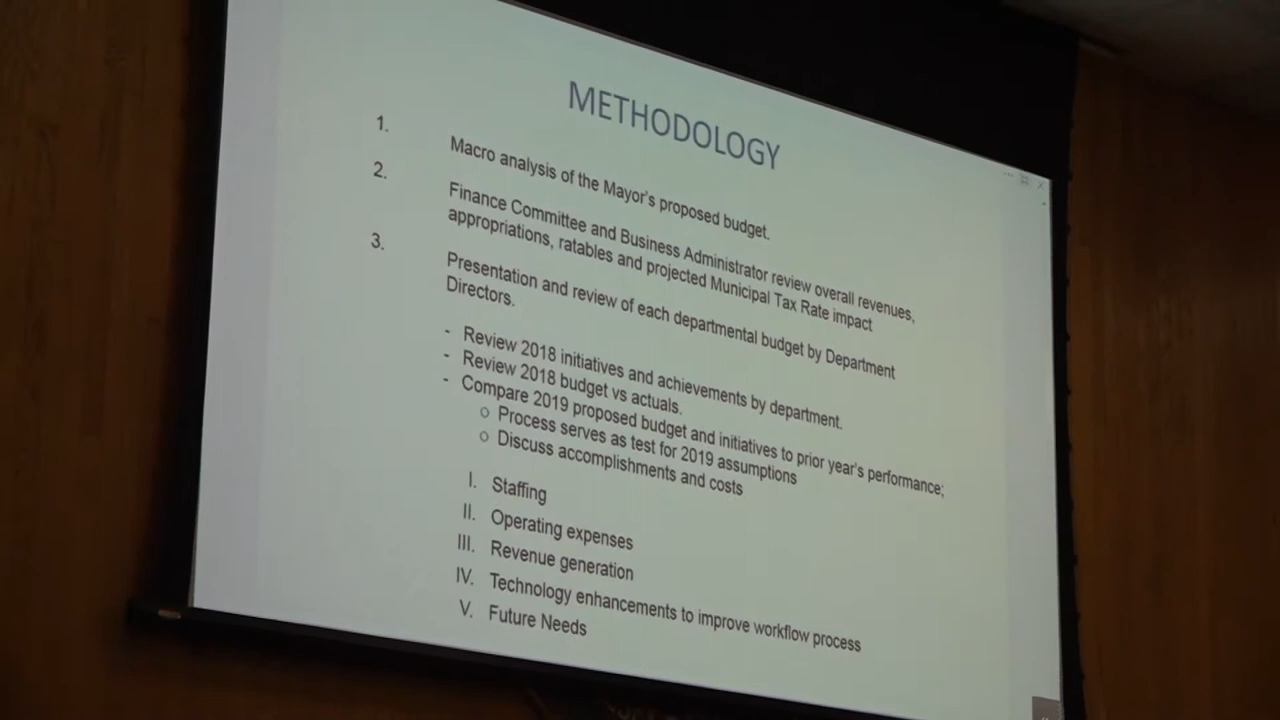 METHODOLOGY
1. Macro analysis of the Mayor's proposed budget.
2. Finance Committee and Business Administrator review overall revenues,
appropriations, ratables and projected Municipal Tax Rate impact
3. Presentation and review of each departmental budget by Department
Directors.
- Review 2018 initiatives and achievements by department.
- Review 2018 budget vs actuals.
- Compare 2019 proposed budget and initiatives to prior year's performance;
o Process serves as test for 2019 assumptions
o Discuss accomplishments and costs
I. Staffing
II. Operating expenses
III. Revenue generation
IV. Technology enhancements to improve workflow process
V. Future Needs